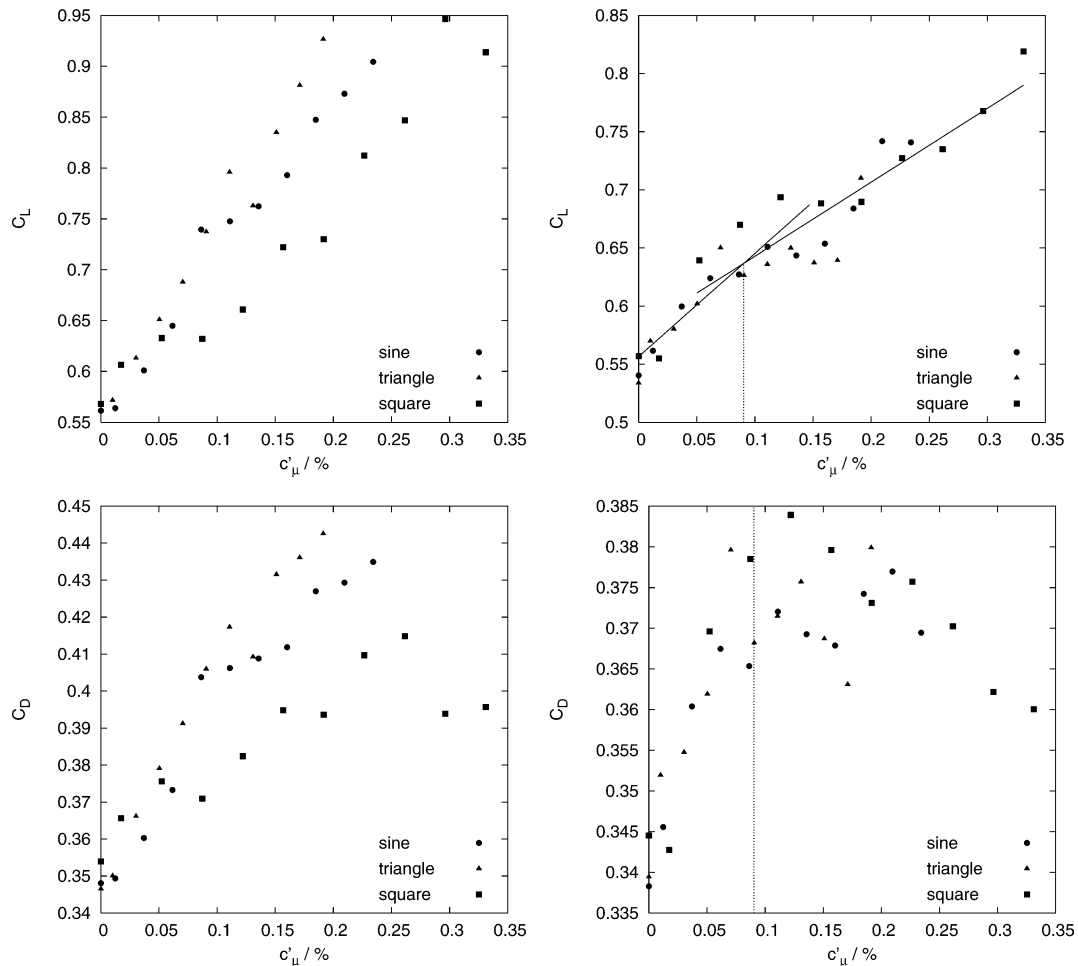 0.95
0.9
0.85
0.8
0.75
0.7
0.65
0.6
0.55
C_L
0 0.05 0.1 0.15 0.2 0.25 0.3 0.35
c'_μ / %
sine
triangle
square
0.85
0.8
0.75
0.7
0.65
0.6
0.55
0.5
C_L
0 0.05 0.1 0.15 0.2 0.25 0.3 0.35
c'_μ / %
sine
triangle
square
0.45
0.44
0.43
0.42
0.41
0.4
0.39
0.38
0.37
0.36
0.35
0.34
C_D
0 0.05 0.1 0.15 0.2 0.25 0.3 0.35
c'_μ / %
sine
triangle
square
0.385
0.38
0.375
0.37
0.365
0.36
0.355
0.35
0.345
0.34
0.335
C_D
0 0.05 0.1 0.15 0.2 0.25 0.3 0.35
c'_μ / %
sine
triangle
square